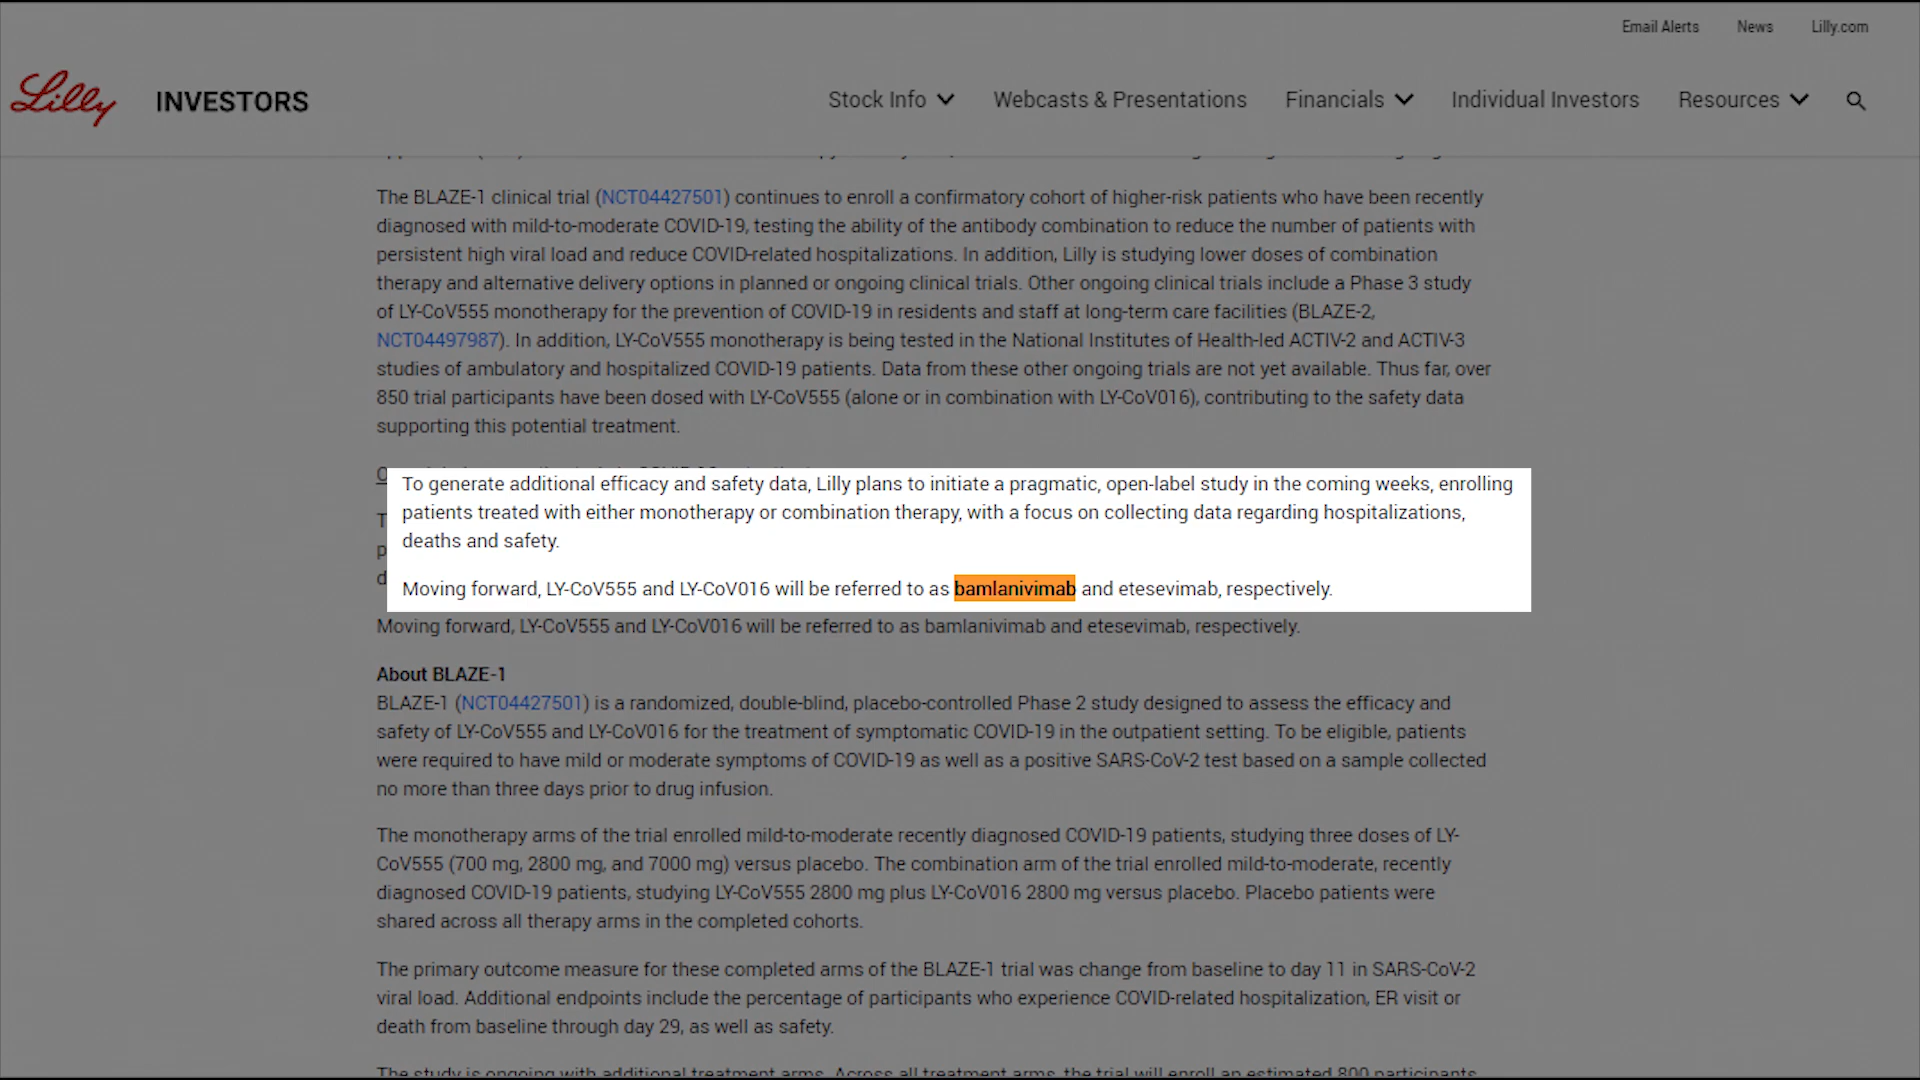 Email Alerts News Lilly.com
Lilly INVESTORS Stock Info Webcasts & Presentations Financials Individual Investors Resources
The BLAZE-1 clinical trial (NCT04427501) continues to enroll a confirmatory cohort of higher-risk patients who have been recently
diagnosed with mild-to-moderate COVID-19, testing the ability of the antibody combination to reduce the number of patients with
persistent high viral load and reduce COVID-related hospitalizations. In addition, Lilly is studying lower doses of combination
therapy and alternative delivery options in planned or ongoing clinical trials. Other ongoing clinical trials include a Phase 3 study
of LY-CoV555 monotherapy for the prevention of COVID-19 in residents and staff at long-term care facilities (BLAZE-2,
NCT04497987). In addition, LY-CoV555 monotherapy is being tested in the National Institutes of Health-led ACTIV-2 and ACTIV-3
studies of ambulatory and hospitalized COVID-19 patients. Data from these other ongoing trials are not yet available. Thus far, over
850 trial participants have been dosed with LY-CoV555 (alone or in combination with LY-CoV016), contributing to the safety data
supporting this potential treatment.
To generate additional efficacy and safety data, Lilly plans to initiate a pragmatic, open-label study in the coming weeks, enrolling
patients treated with either monotherapy or combination therapy, with a focus on collecting data regarding hospitalizations,
deaths and safety.
Moving forward, LY-CoV555 and LY-CoV016 will be referred to as bamlanivimab and etesevimab, respectively.
Moving forward, LY-CoV555 and LY-CoV016 will be referred to as bamlanivimab and etesevimab, respectively.
About BLAZE-1
BLAZE-1 (NCT04427501) is a randomized, double-blind, placebo-controlled Phase 2 study designed to assess the efficacy and
safety of LY-CoV555 and LY-CoV016 for the treatment of symptomatic COVID-19 in the outpatient setting. To be eligible, patients
were required to have mild or moderate symptoms of COVID-19 as well as a positive SARS-CoV-2 test based on a sample collected
no more than three days prior to drug infusion.
The monotherapy arms of the trial enrolled mild-to-moderate recently diagnosed COVID-19 patients, studying three doses of LY-
CoV555 (700 mg, 2800 mg, and 7000 mg) versus placebo. The combination arm of the trial enrolled mild-to-moderate, recently
diagnosed COVID-19 patients, studying LY-CoV555 2800 mg plus LY-CoV016 2800 mg versus placebo. Placebo patients were
shared across all therapy arms in the completed cohorts.
The primary outcome measure for these completed arms of the BLAZE-1 trial was change from baseline to day 11 in SARS-CoV-2
viral load. Additional endpoints include the percentage of participants who experience COVID-related hospitalization, ER visit or
death from baseline through day 29, as well as safety.
The study is ongoing with additional treatment arms. Across all treatment arms, the trial will enroll an estimated 800 participants